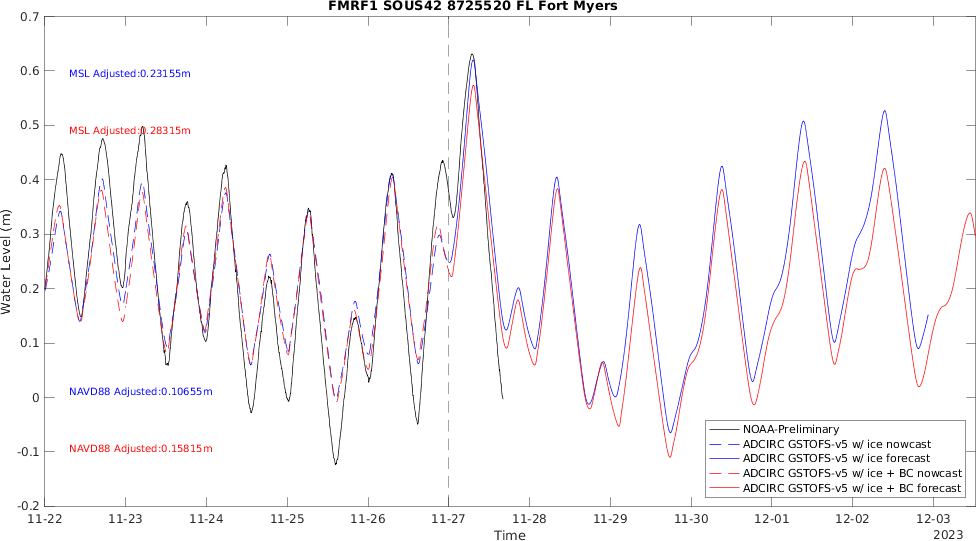 FMRF1 SOUS42 8725520 FL Fort Myers
0.7
0.6
0.5
0.4
0.3
0.2
0.1
0
-0.1
-0.2
Water Level (m)
MSL Adjusted:0.23155m
MSL Adjusted:0.28315m
NAVD88 Adjusted:0.10655m
NAVD88 Adjusted:0.15815m
NOAA-Preliminary
ADCIRC GSTOFS-v5 w/ ice nowcast
ADCIRC GSTOFS-v5 w/ ice forecast
ADCIRC GSTOFS-v5 w/ ice + BC nowcast
ADCIRC GSTOFS-v5 w/ ice + BC forecast
11-22 11-23 11-24 11-25 11-26 11-27 11-28 11-29 11-30 12-01 12-02 12-03
Time
2023